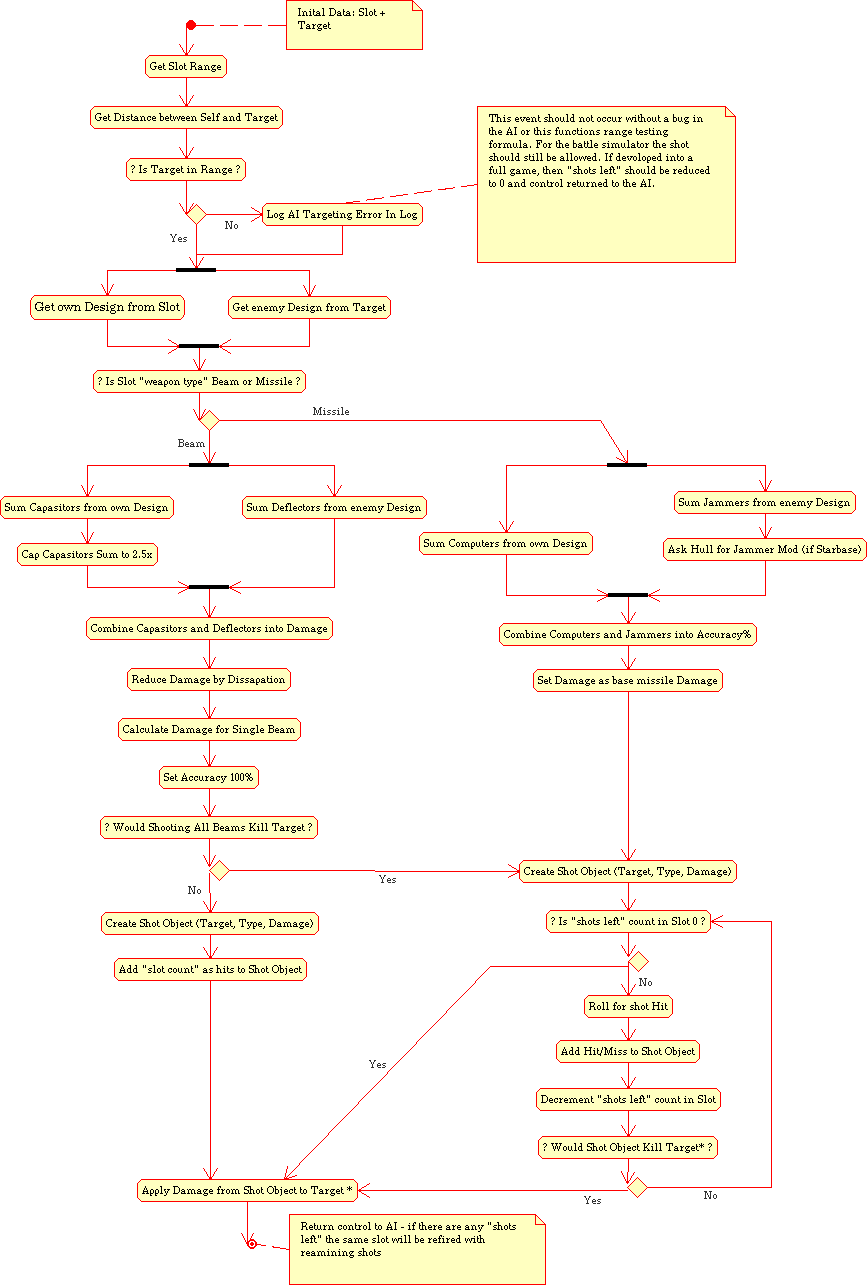 Inital Data: Slot +
Target
Get Slot Range
Get Distance between Self and Target
? Is Target in Range ?
This event should not occur without a bug in
the AI or this functions range testing
formula. For the battle simulator the shot
should still be allowed. If devoloped into a
full game, then "shots left" should be reduced
to 0 and control returned to the AI.
No
Log AI Targeting Error In Log
Yes
Get own Design from Slot
Get enemy Design from Target
? Is Slot "weapon type" Beam or Missile ?
Missile
Beam
Sum Capasitors from own Design
Sum Deflectors from enemy Design
Cap Capasitors Sum to 2.5x
Sum Computers from own Design
Sum Jammers from enemy Design
Ask Hull for Jammer Mod (if Starbase)
Combine Capasitors and Deflectors into Damage
Combine Computers and Jammers into Accuracy%
Reduce Damage by Dissapation
Set Damage as base missile Damage
Calculate Damage for Single Beam
Set Accuracy 100%
? Would Shooting All Beams Kill Target ?
Yes
No
Create Shot Object (Target, Type, Damage)
Create Shot Object (Target, Type, Damage)
Add "slot count" as hits to Shot Object
? Is "shots left" count in Slot 0 ?
No
Yes
Roll for shot Hit
Add Hit/Miss to Shot Object
Decrement "shots left" count in Slot
? Would Shot Object Kill Target* ?
Yes
No
Apply Damage from Shot Object to Target *
Return control to AI - if there are any "shots
left" the same slot will be refired with
reamining shots